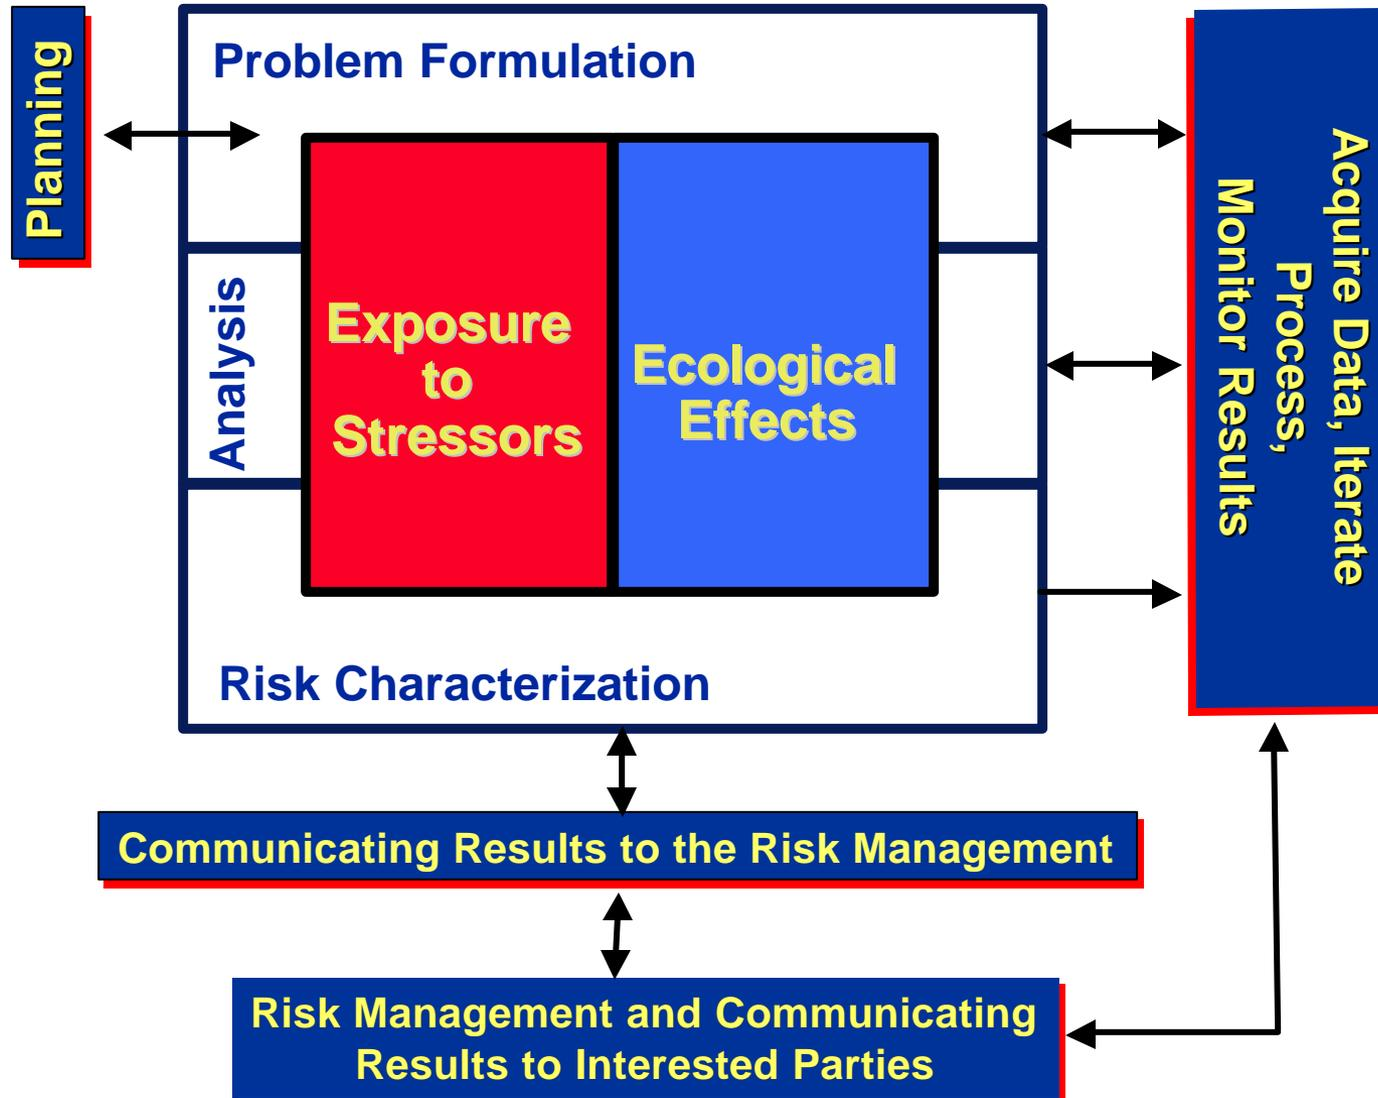 Planning
Problem Formulation
Analysis
Exposure
to
Stressors
Ecological
Effects
Risk Characterization
Acquire Data, Iterate
Process,
Monitor Results
Communicating Results to the Risk Management
Risk Management and Communicating
Results to Interested Parties